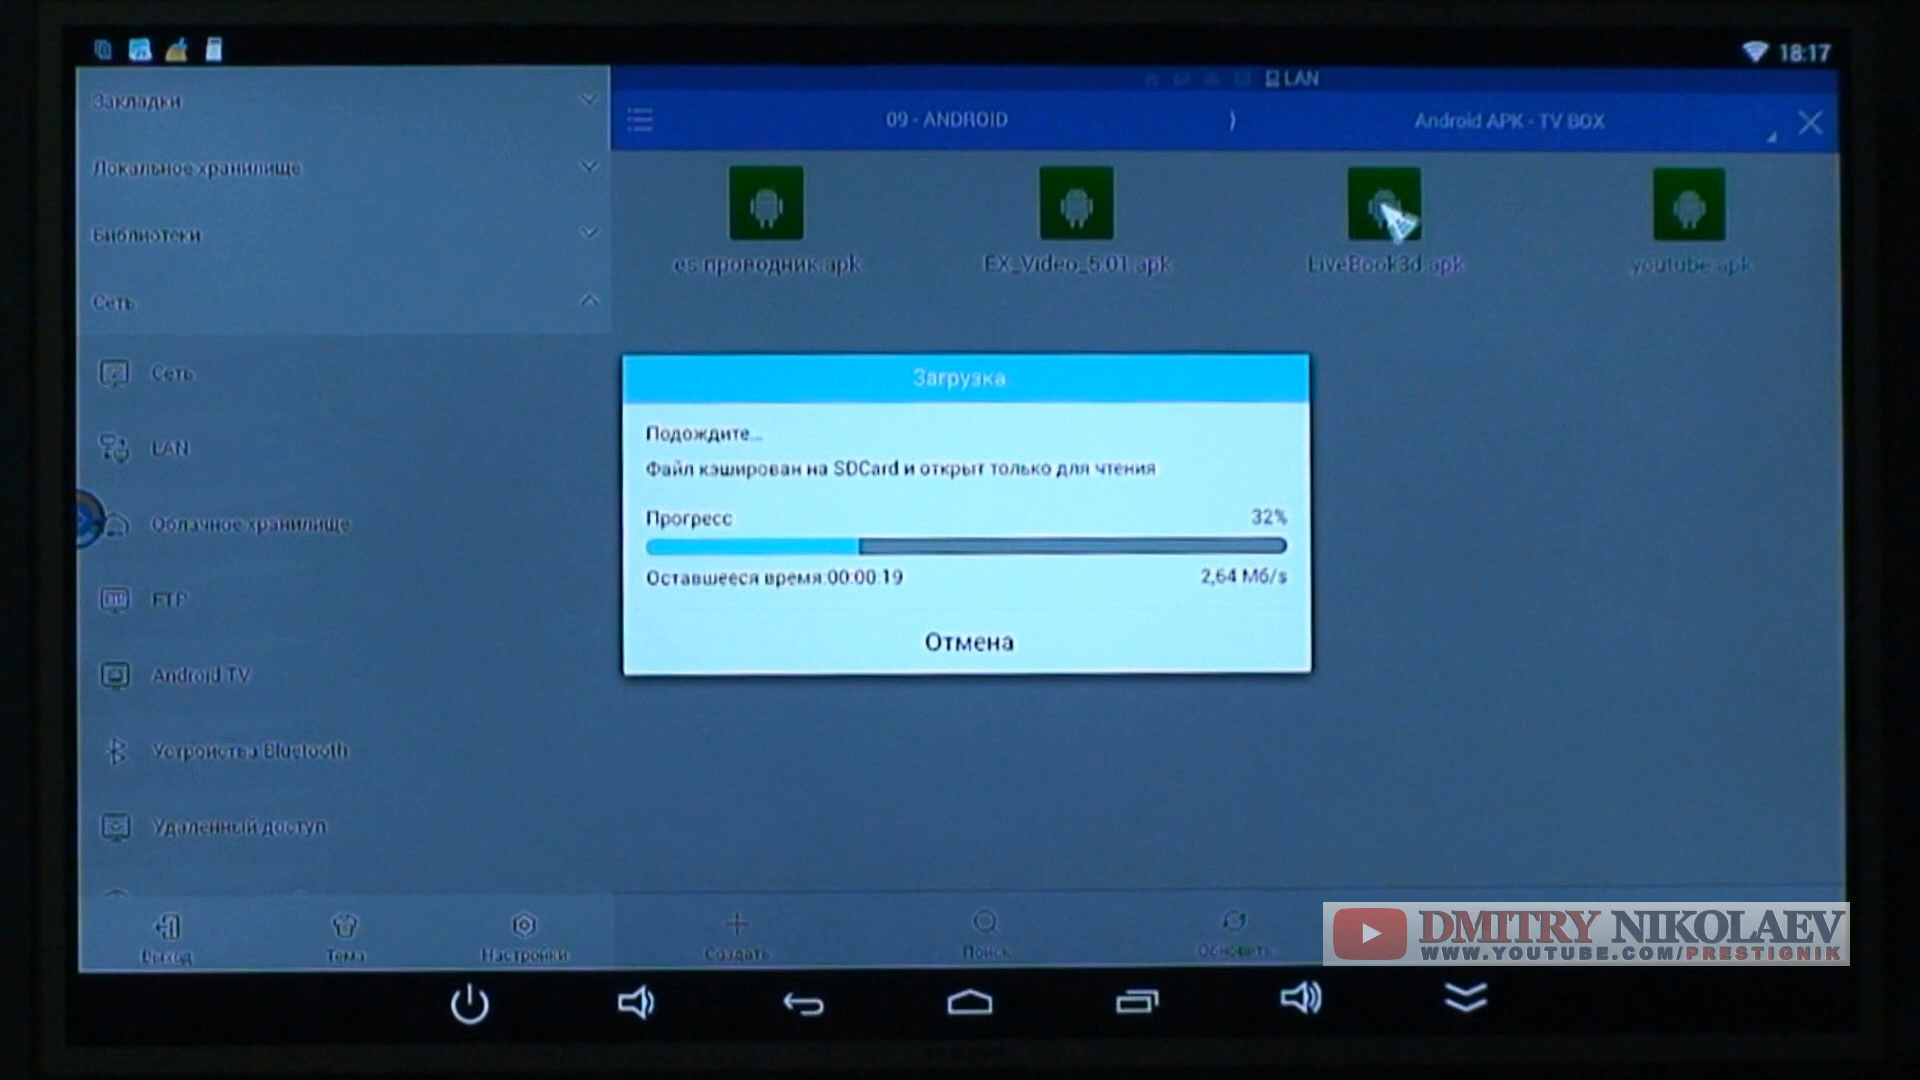 18:17
LAN
Закладки
Локальное хранилище
Библиотеки
Сеть
Сеть
LAN
Облачное хранилище
FTP
Android TV
Устройства Bluetooth
Удаленный доступ
Выход
Тема
Настройки
09 - ANDROID
Android APK - TV BOX
es проводник.apk
EX_Video_5.01.apk
LiveBook3d.apk
youtube.apk
Загрузка...
Подождите...
Файл кэширован на SDCard и открыт только для чтения
Прогресс
32%
Оставшееся время:00:00:19
2,64 Мб/s
Отмена
Создать
Поиск
Обновить
DMITRY NIKOLAEV
WWW.YOUTUBE.COM/PRESTIGNIK